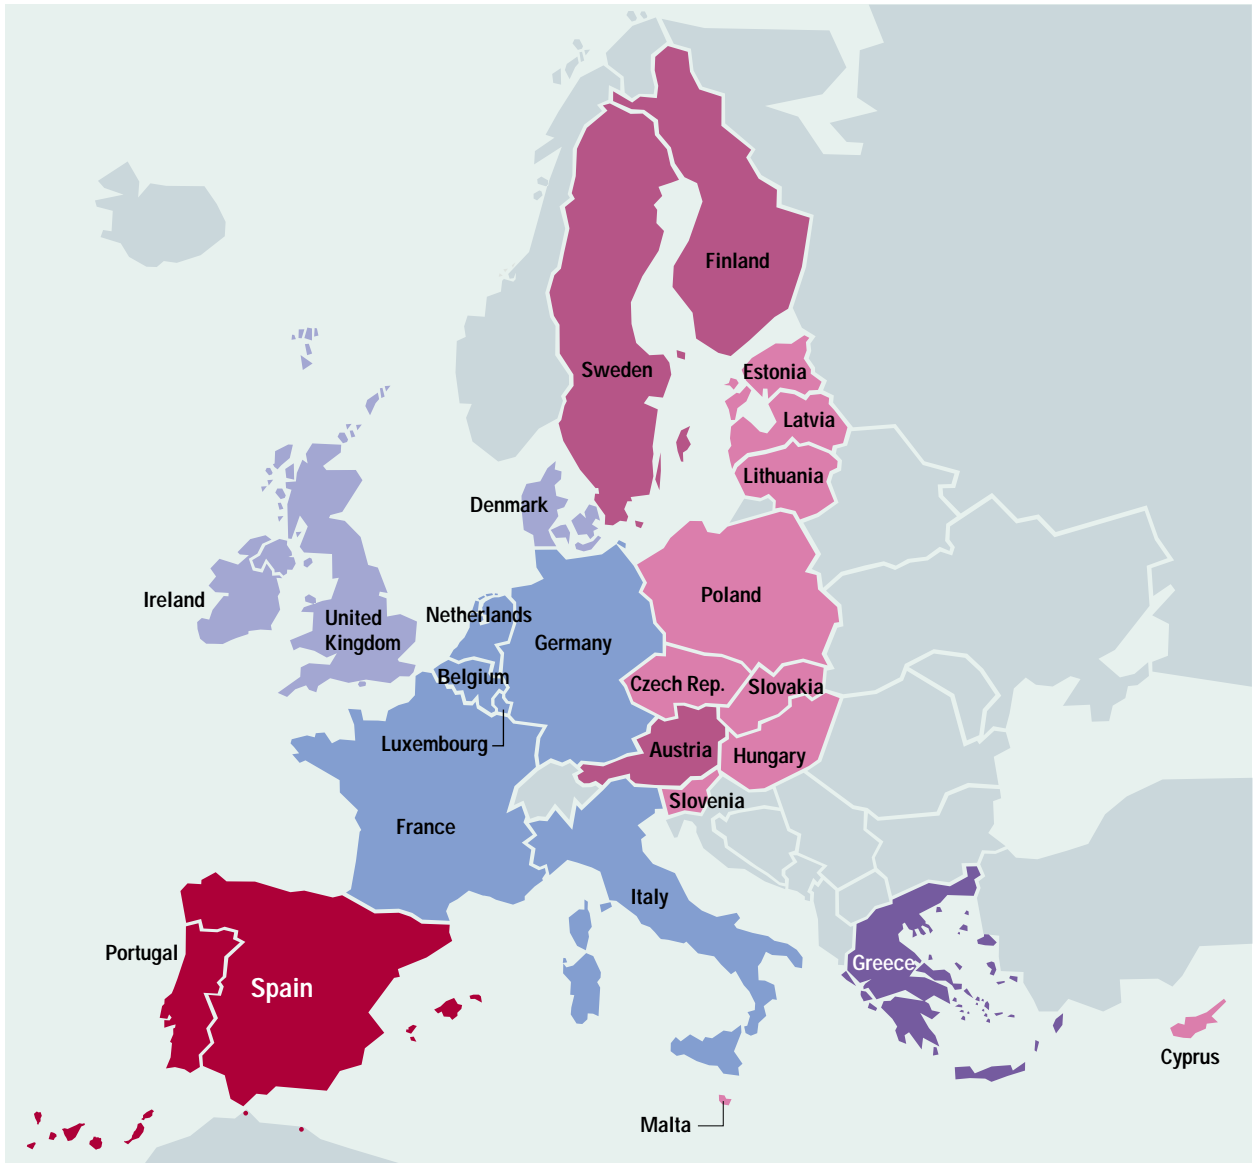 Finland
Sweden
Estonia
Latvia
Lithuania
Denmark
Ireland
United
Kingdom
Netherlands
Poland
Germany
Belgium
Czech Rep.
Slovakia
Luxembourg
Austria
Hungary
Slovenia
France
Italy
Portugal
Spain
Greece
Cyprus
Malta